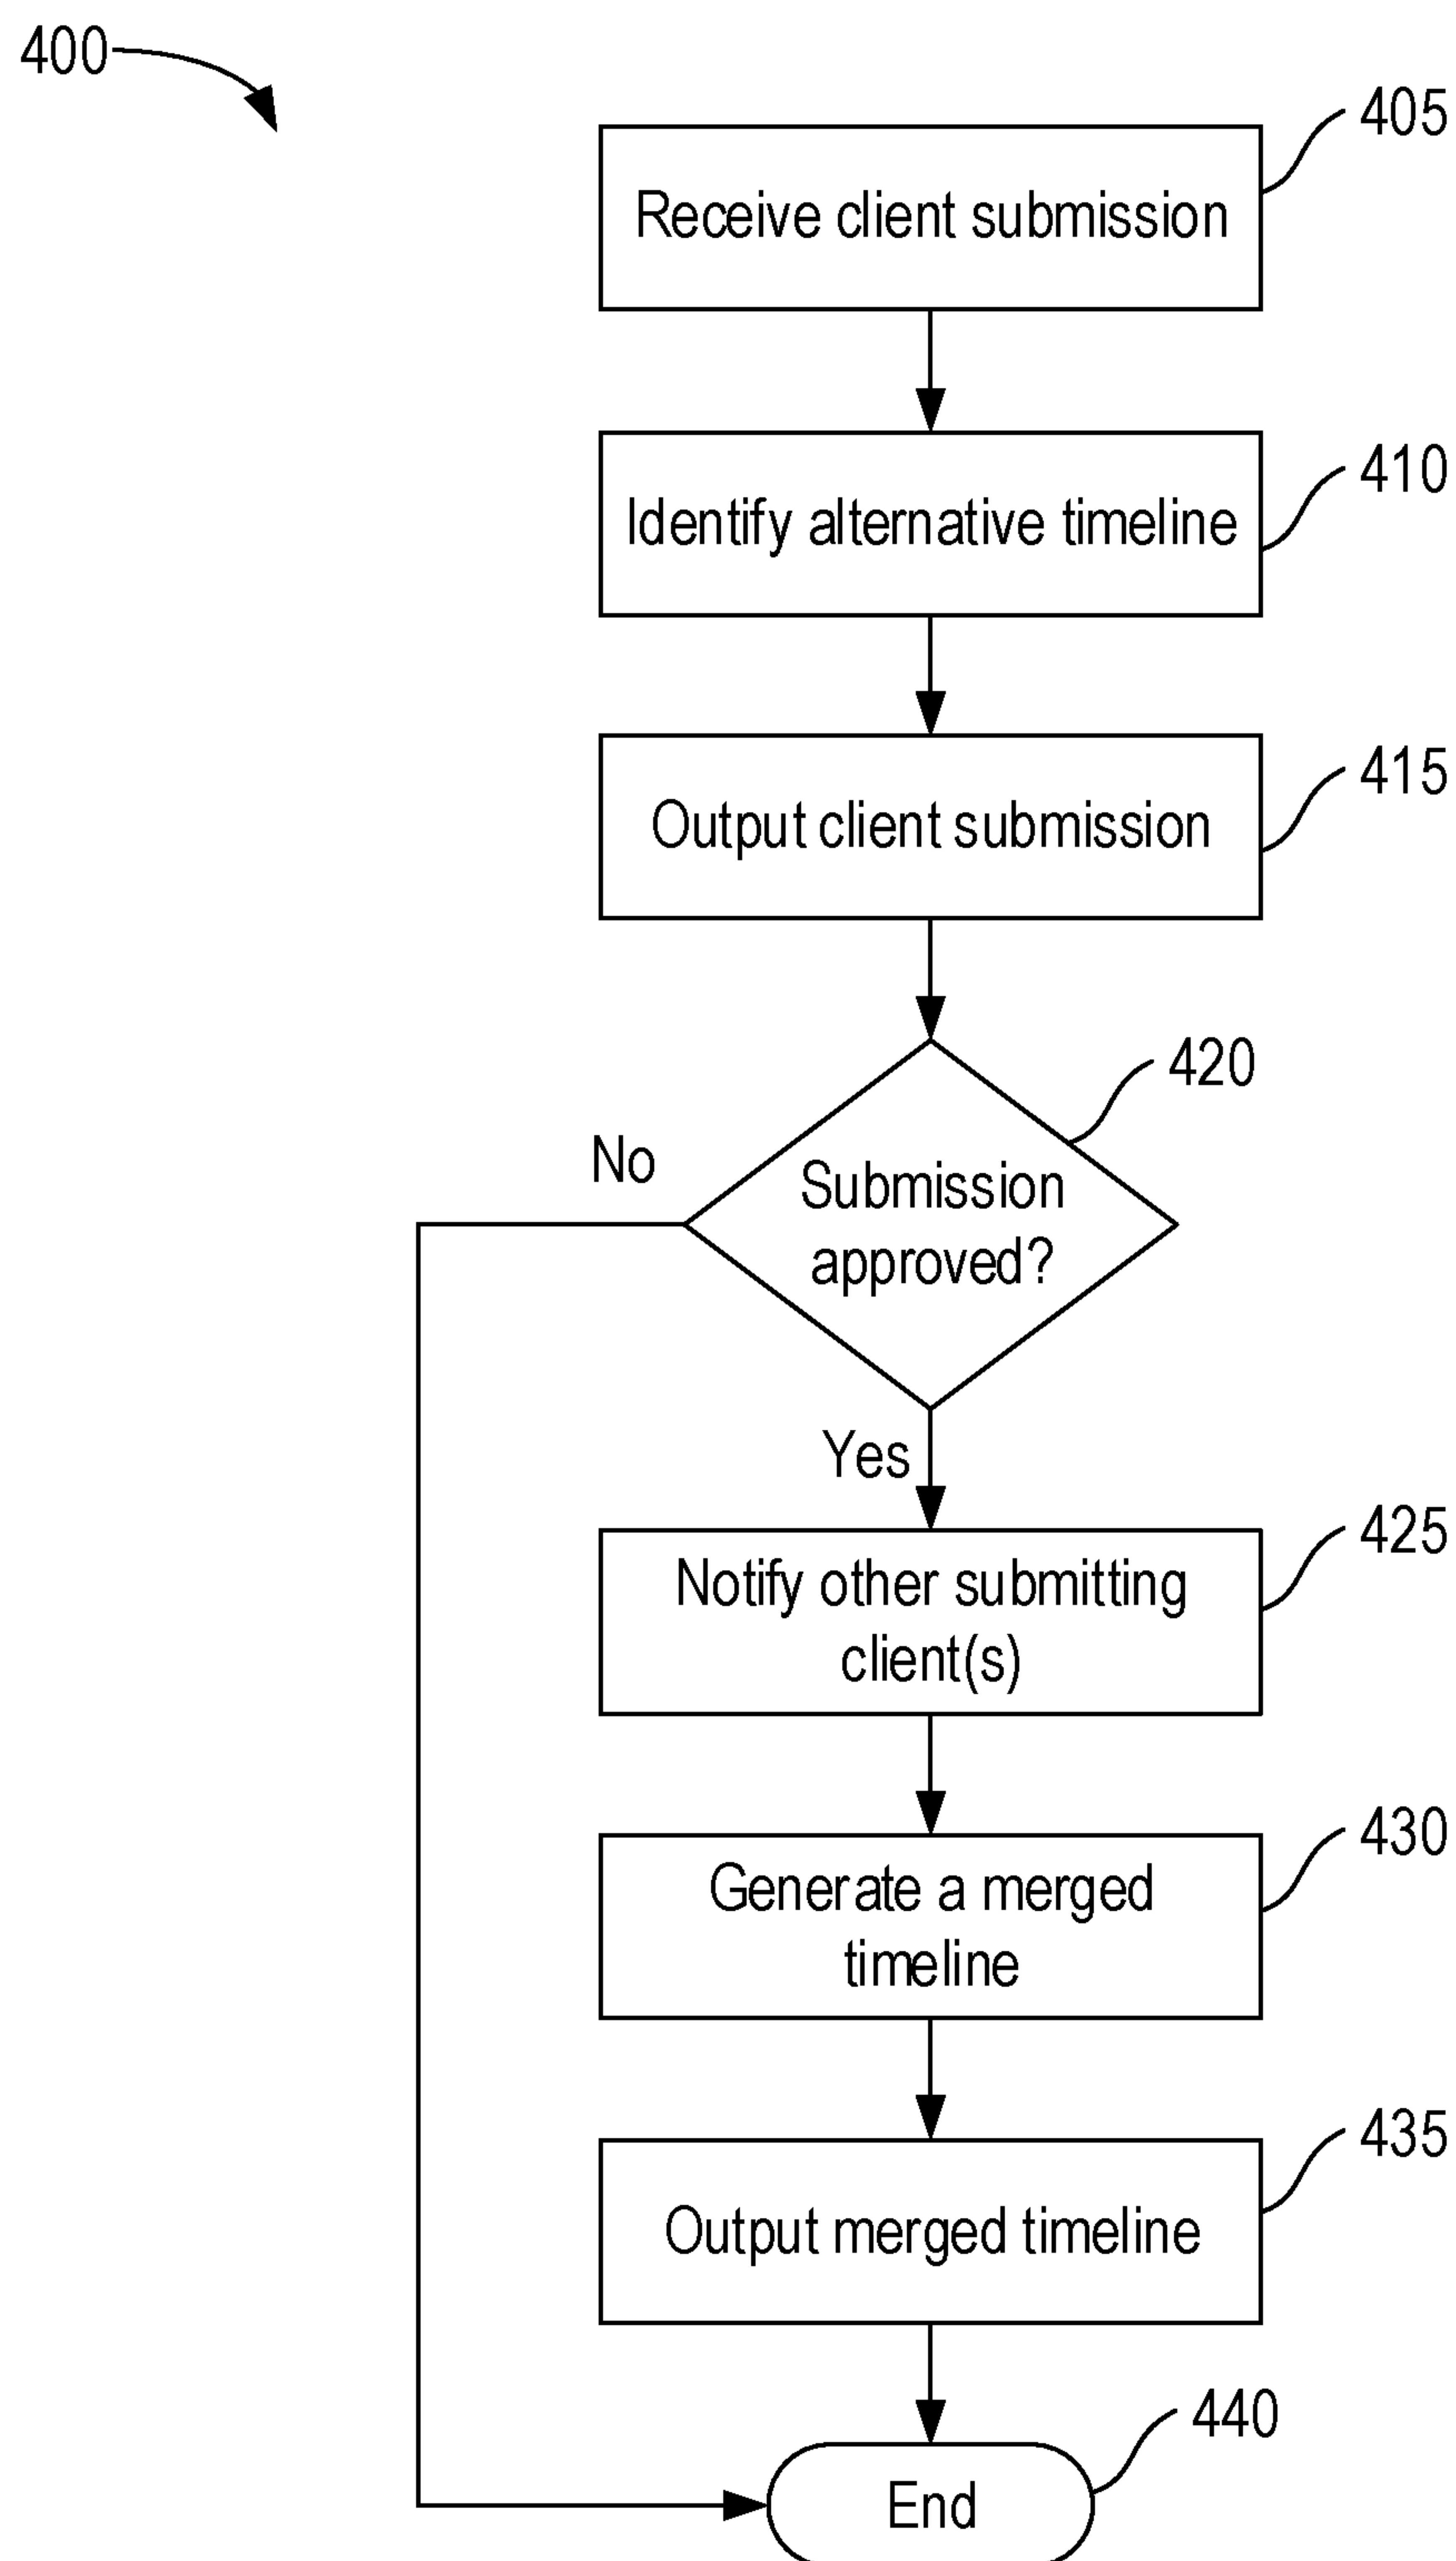 400
405
Receive client submission
410
Identify alternative timeline
415
Output client submission
420
No
Submission
approved?
Yes
425
Notify other submitting
client(s)
430
Generate a merged
timeline
435
Output merged timeline
440
End